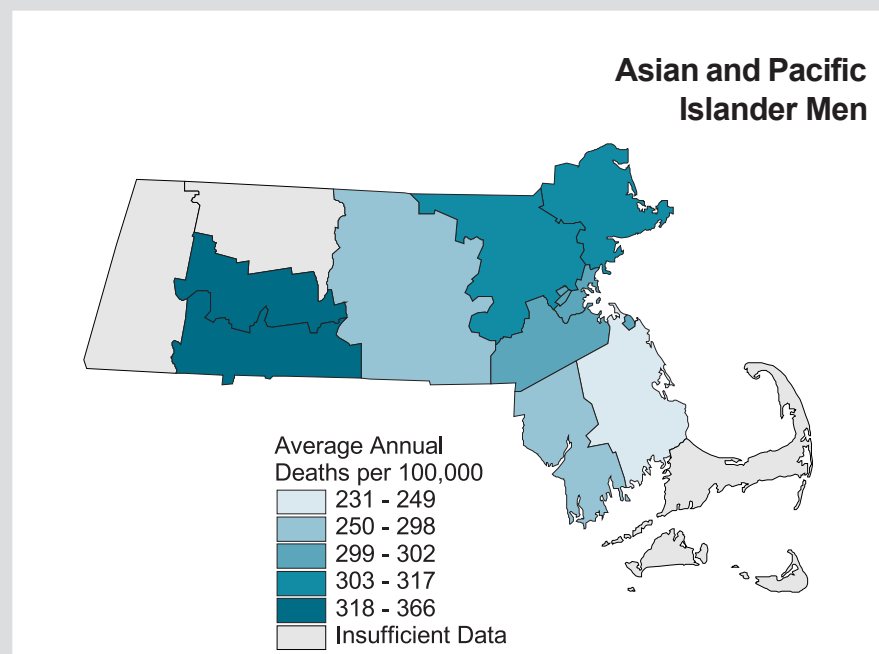 Asian and Pacific
Islander Men
Average Annual
Deaths per 100,000
231 - 249
250 - 298
299 - 302
303 - 317
318 - 366
Insufficient Data